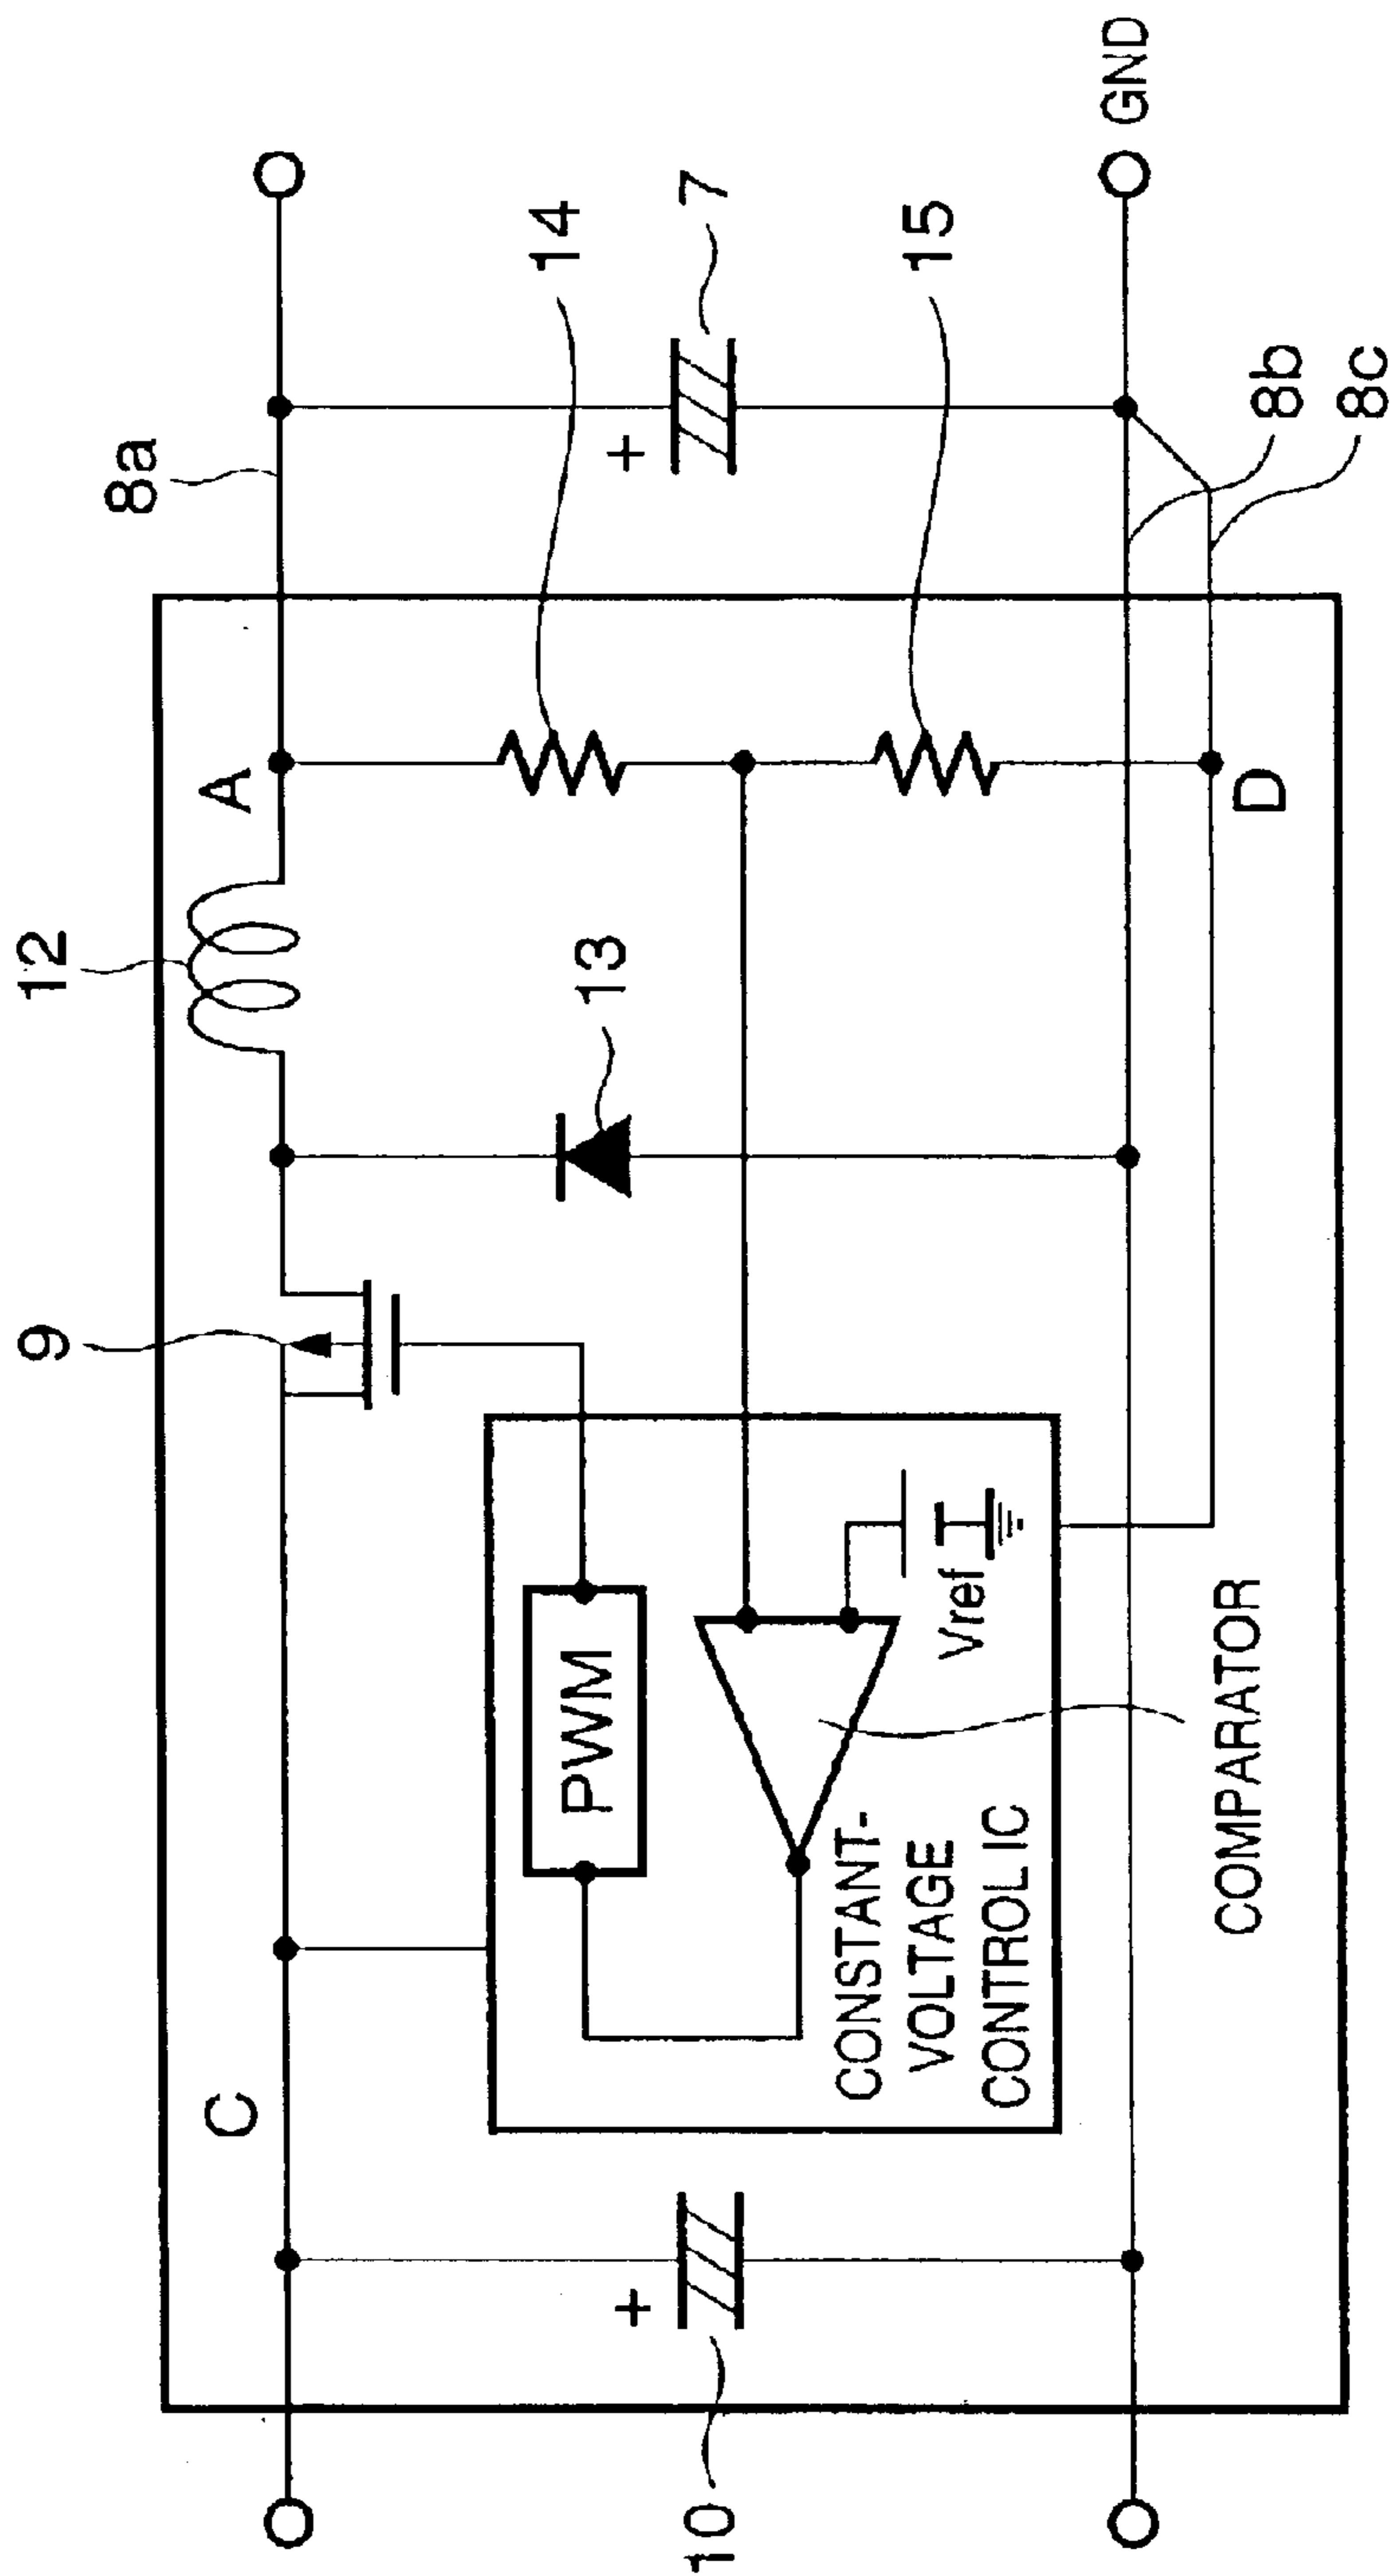 12
8a
9
A
C
14
+
7
13
PWM
15
Vref
CONSTANT-
VOLTAGE
CONTROL IC
+
10
GND
8b
8c
D
COMPARATOR